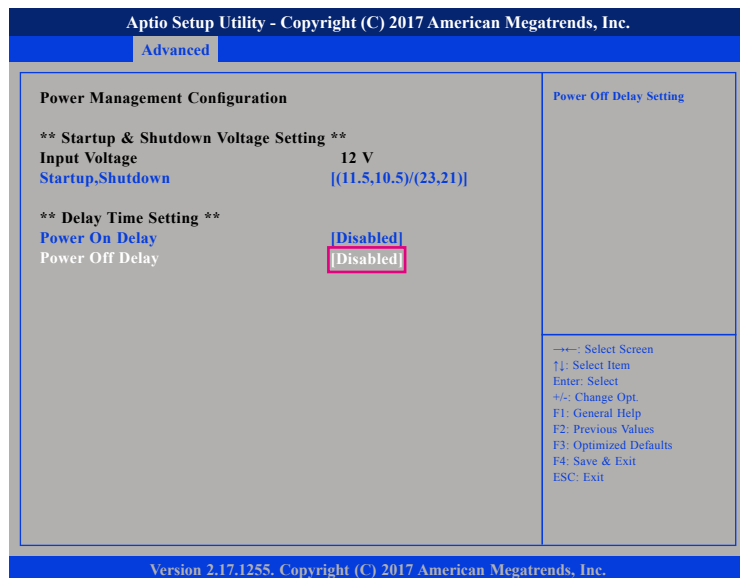 Aptio Setup Utility - Copyright (C) 2017 American Megatrends, Inc.
Advanced
Power Management Configuration
** Startup & Shutdown Voltage Setting **
Input Voltage 12 V
Startup,Shutdown [(11.5,10.5)/(23,21)]
** Delay Time Setting **
Power On Delay [Disabled]
Power Off Delay [Disabled]
Power Off Delay Setting
→←: Select Screen
↑↓: Select Item
Enter: Select
+/-: Change Opt.
F1: General Help
F2: Previous Values
F3: Optimized Defaults
F4: Save & Exit
ESC: Exit
Version 2.17.1255. Copyright (C) 2017 American Megatrends, Inc.